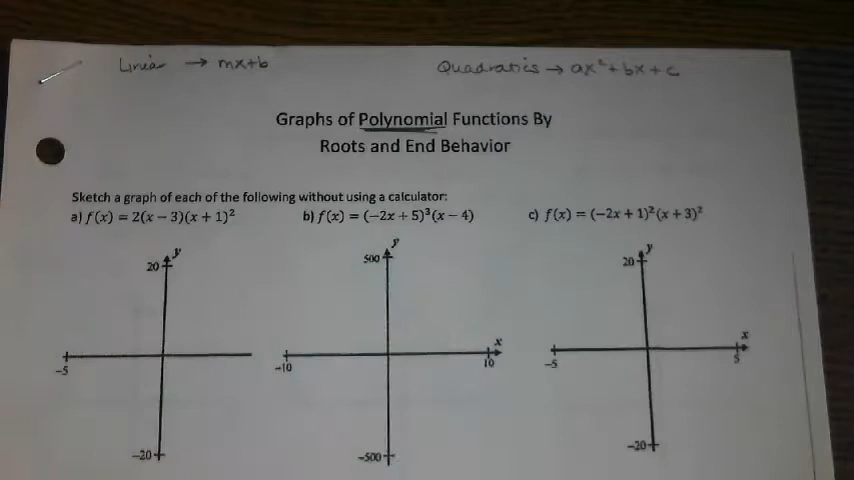 Linear → mx+b
Quadratics → ax²+bx+c
Graphs of Polynomial Functions By
Roots and End Behavior
Sketch a graph of each of the following without using a calculator:
a) f(x) = 2(x − 3)(x + 1)²
b) f(x) = (−2x + 5)³(x − 4)
c) f(x) = (−2x + 1)²(x + 3)²
y
20
−5
−20
y
500
x
−10
10
−500
y
20
x
−5
5
−20